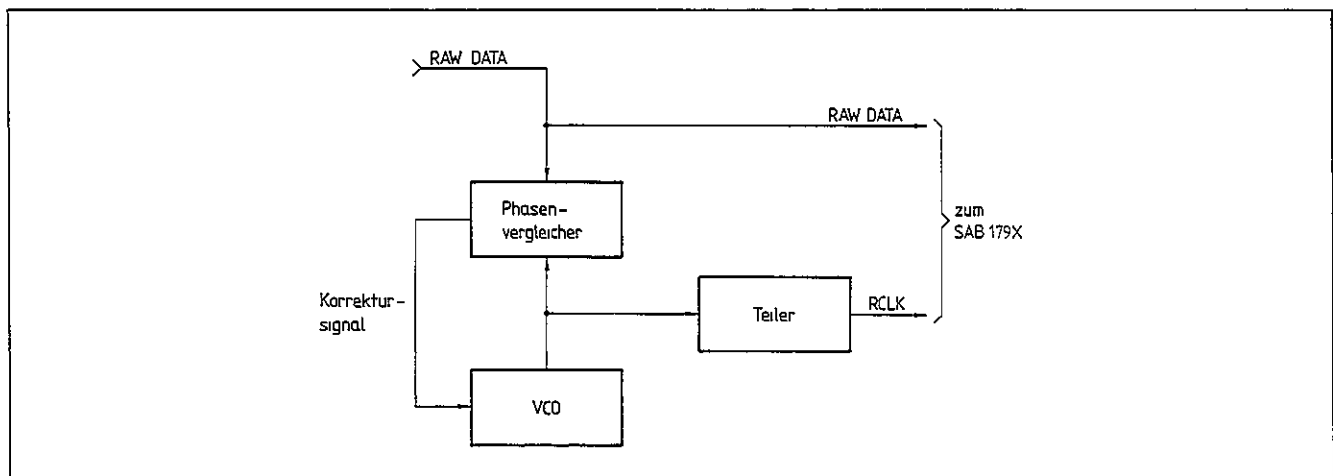 RAW DATA
RAW DATA
Phasen-
vergleicher
zum
SAB 179X
Korrektur-
signal
Teiler
RCLK
VCO